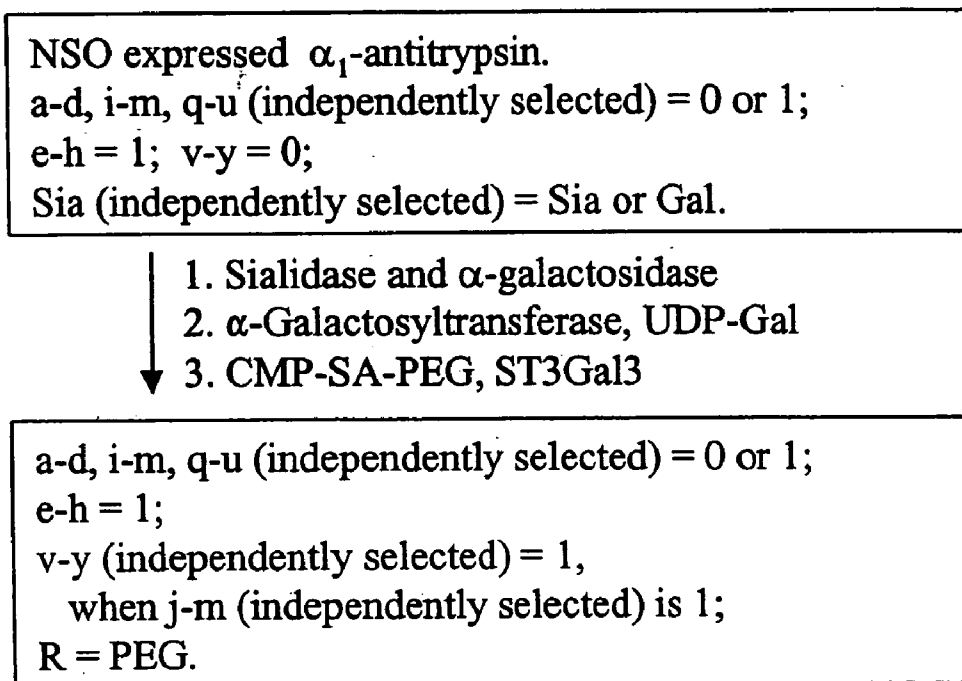 NSO expressed α₁-antitrypsin.
a-d, i-m, q-u (independently selected) = 0 or 1;
e-h = 1; v-y = 0;
Sia (independently selected) = Sia or Gal.
1. Sialidase and α-galactosidase
2. α-Galactosyltransferase, UDP-Gal
3. CMP-SA-PEG, ST3Gal3
a-d, i-m, q-u (independently selected) = 0 or 1;
e-h = 1;
v-y (independently selected) = 1,
when j-m (independently selected) is 1;
R = PEG.